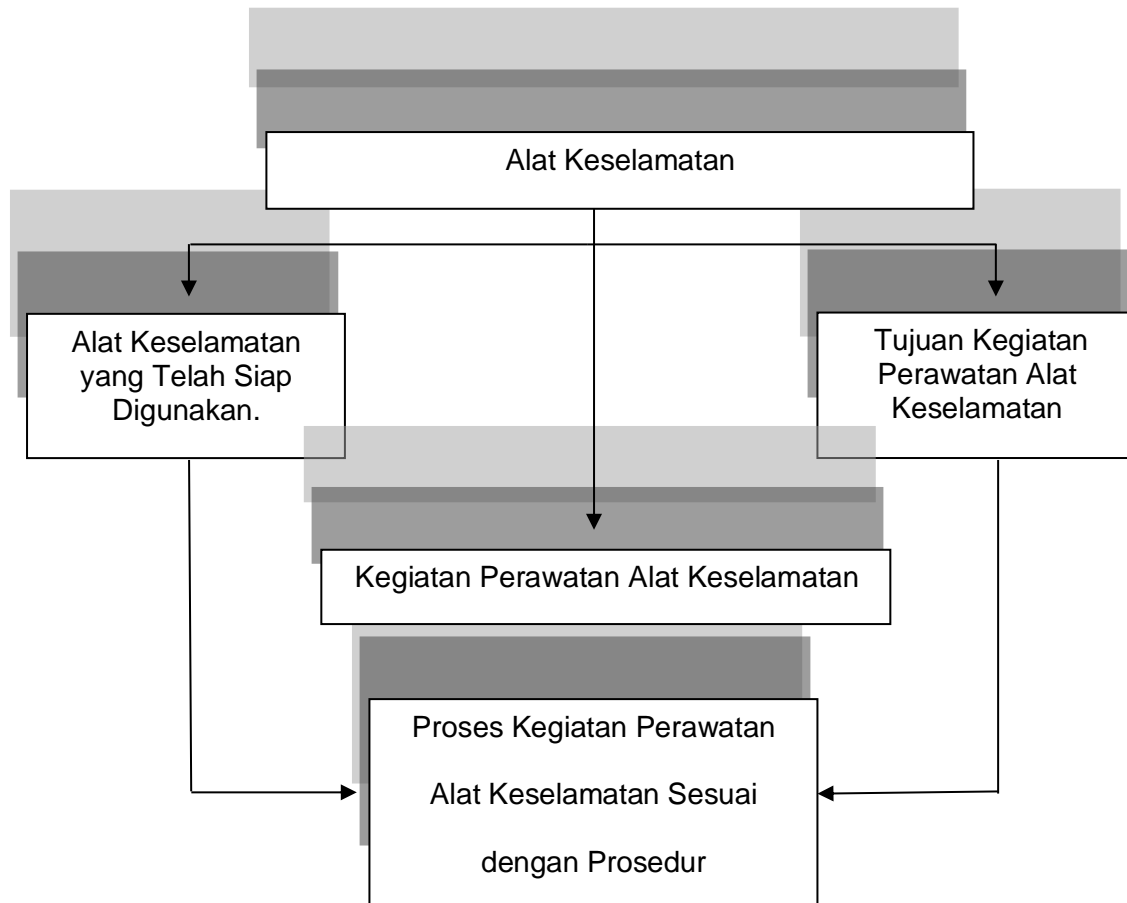 Alat Keselamatan
Alat Keselamatan
yang Telah Siap
Digunakan.
Tujuan Kegiatan
Perawatan Alat
Keselamatan
Kegiatan Perawatan Alat Keselamatan
Proses Kegiatan Perawatan
Alat Keselamatan Sesuai
dengan Prosedur